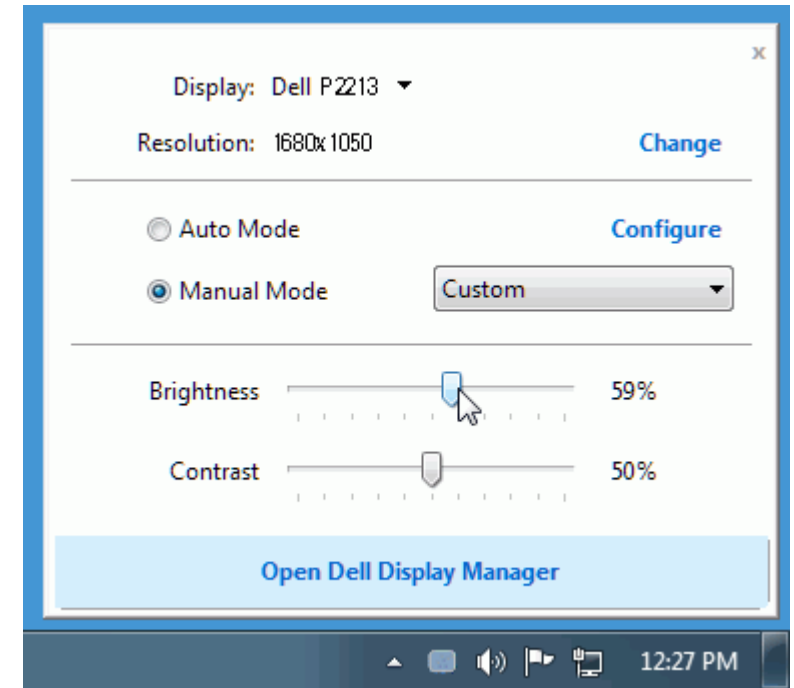 x
Display: Dell P2213
Resolution: 1680x1050 Change
Auto Mode Configure
Manual Mode Custom
Brightness 59%
Contrast 50%
Open Dell Display Manager
12:27 PM